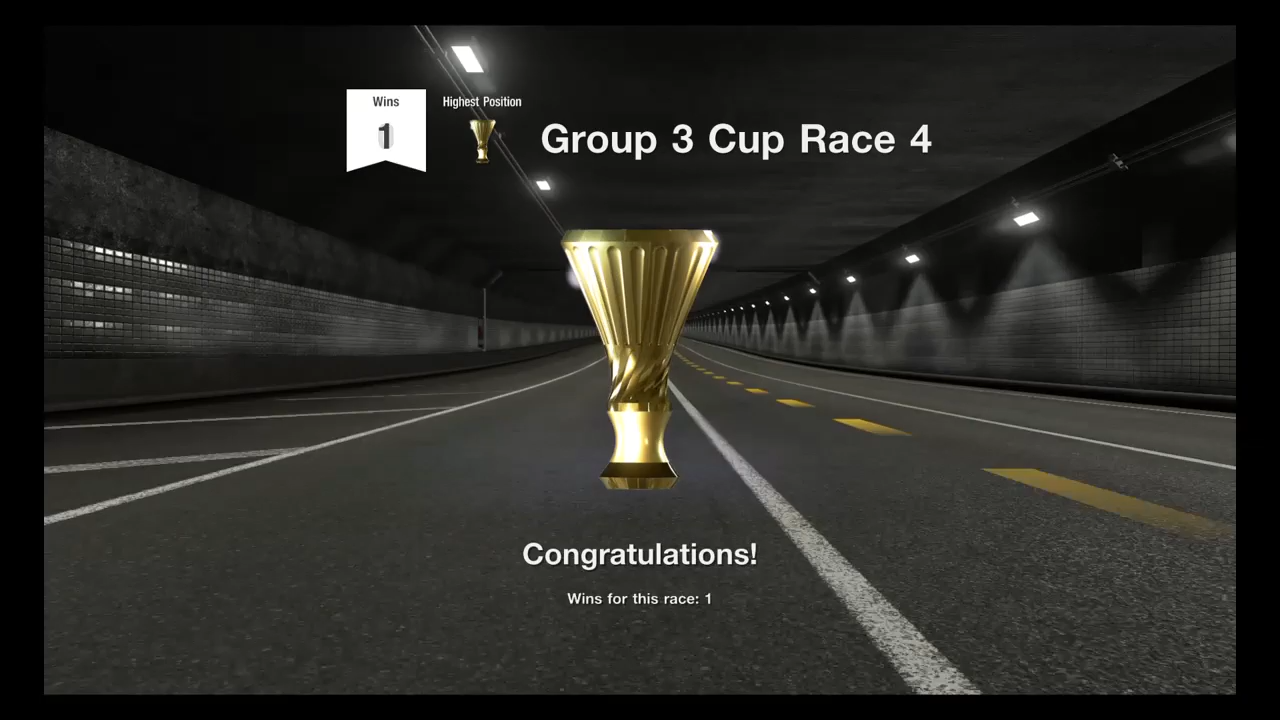 Wins
1
Highest Position
Group 3 Cup Race 4
Congratulations!
Wins for this race: 1